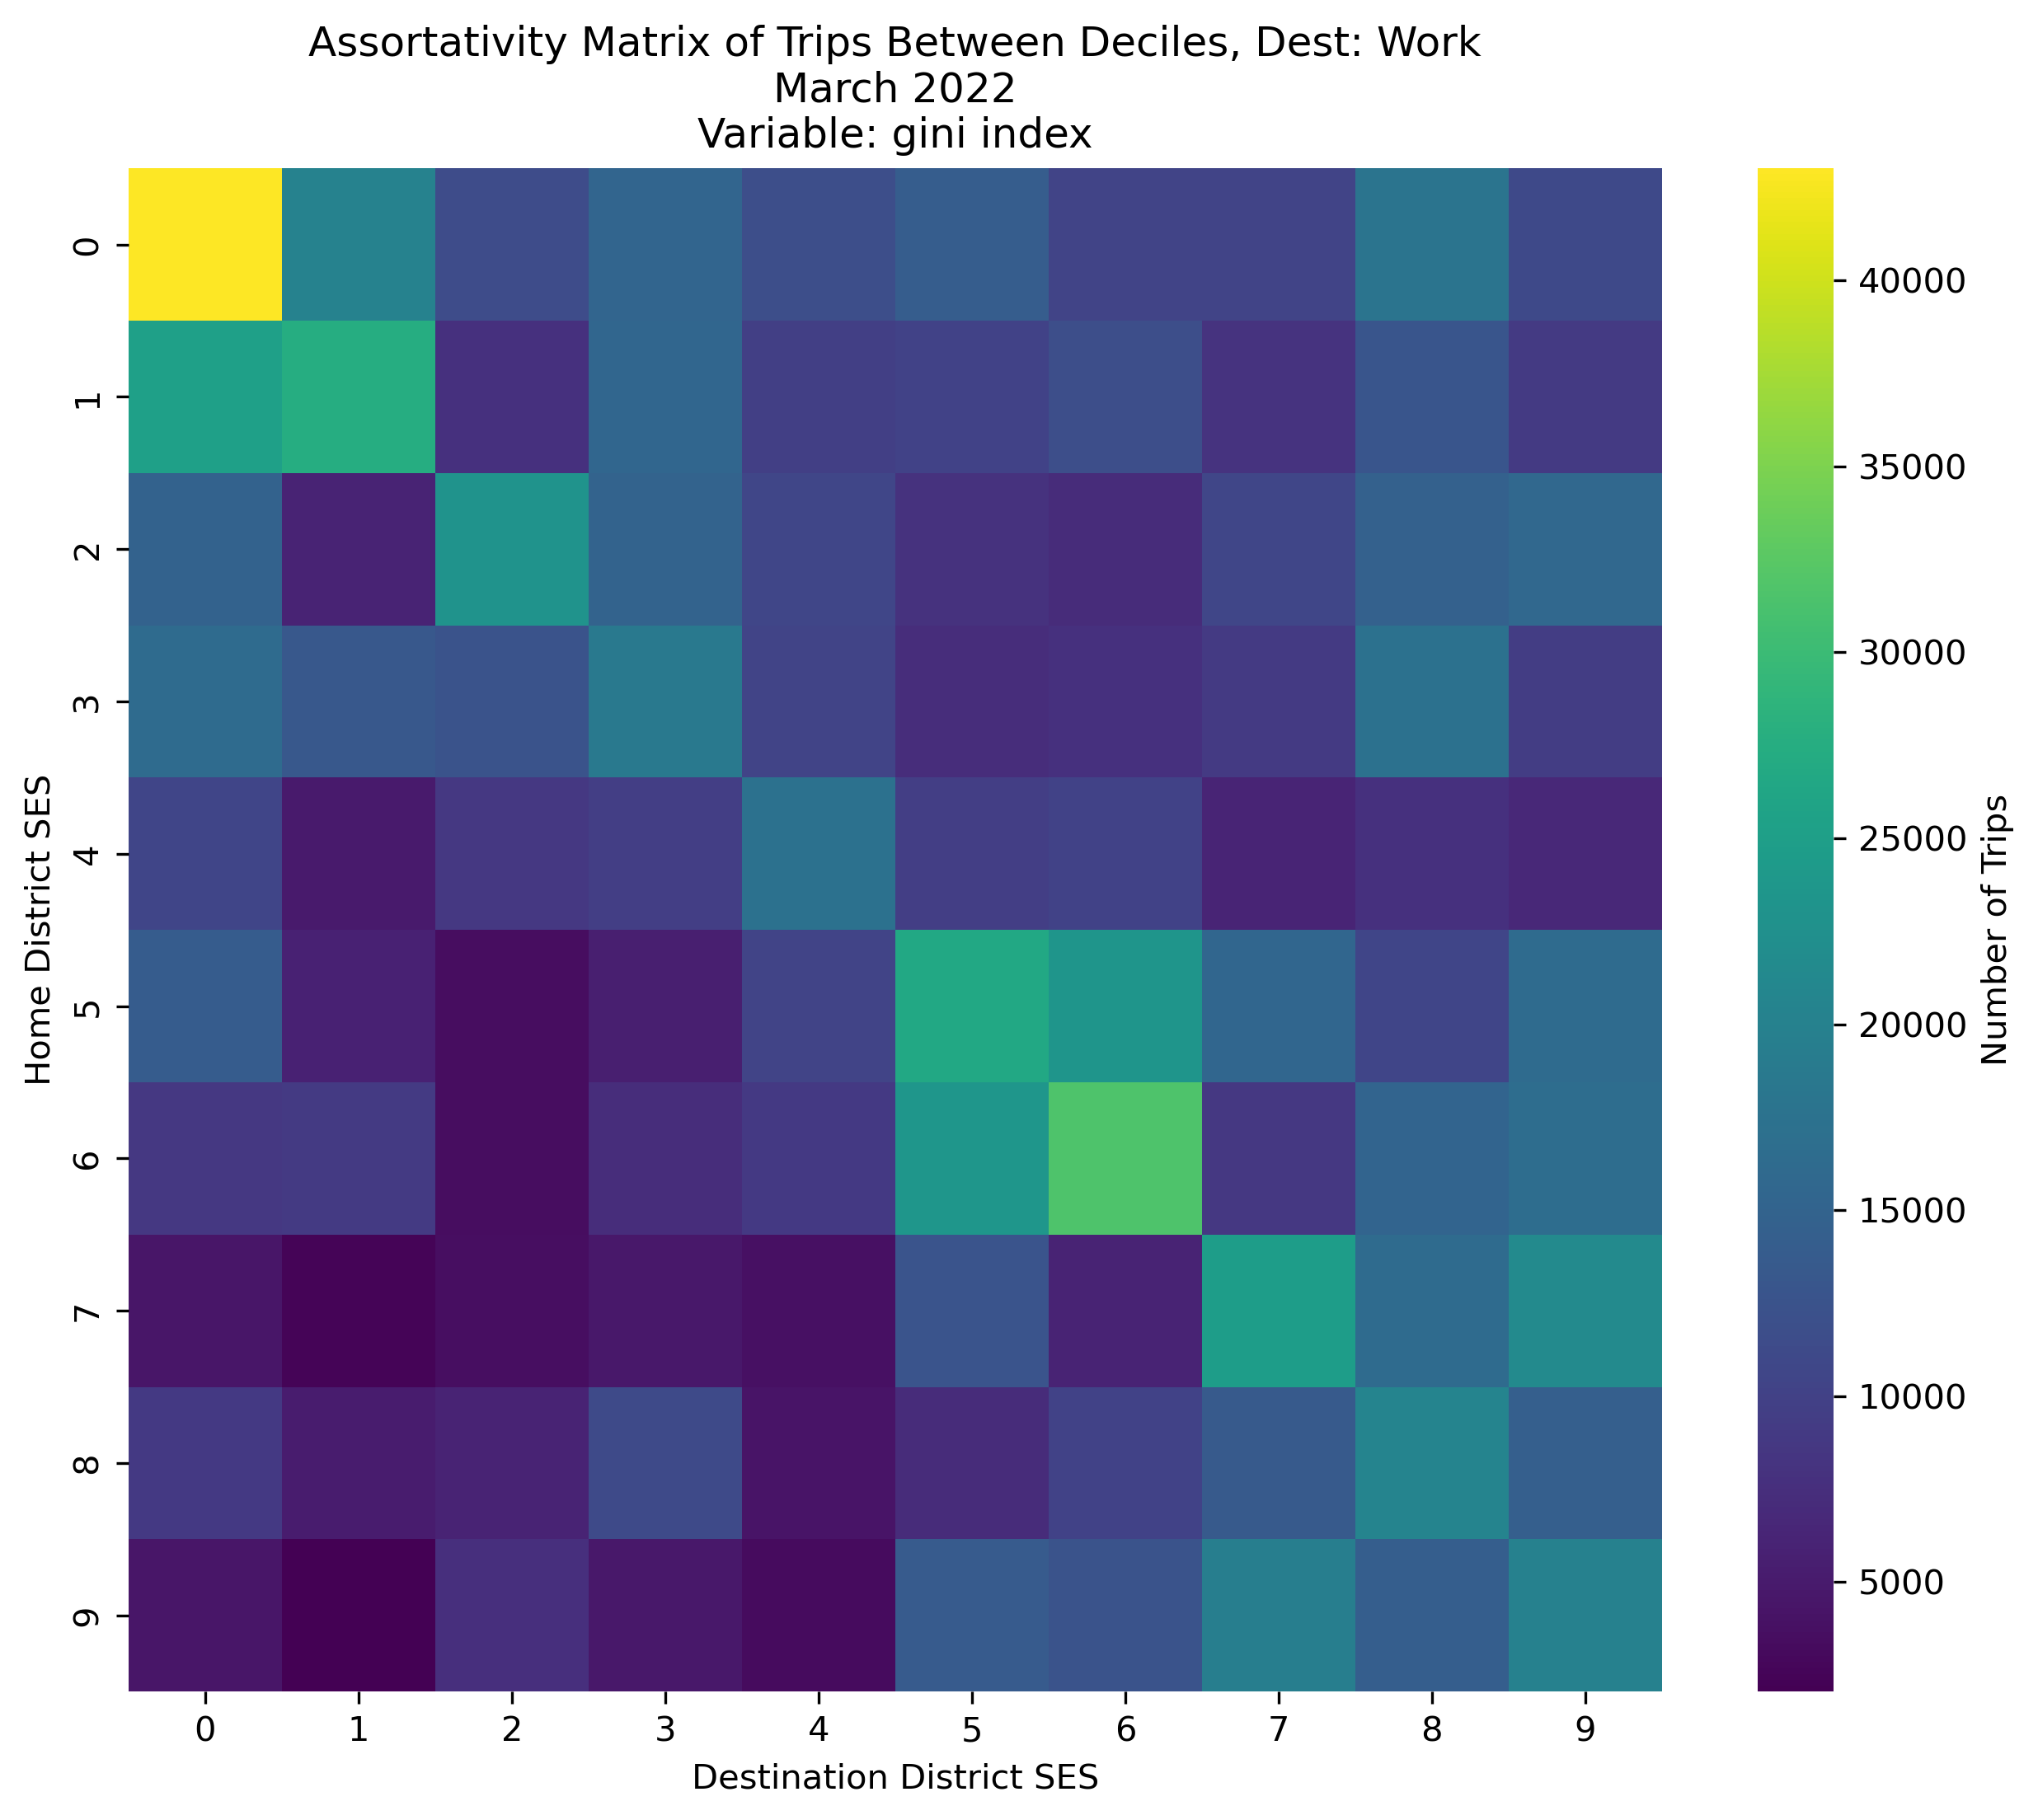 Assortativity Matrix of Trips Between Deciles, Dest: Work
March 2022
Variable: gini index
0
1
2
3
4
5
6
7
8
9
Home District SES
0 1 2 3 4 5 6 7 8 9
Destination District SES
40000
35000
30000
25000
20000
15000
10000
5000
Number of Trips